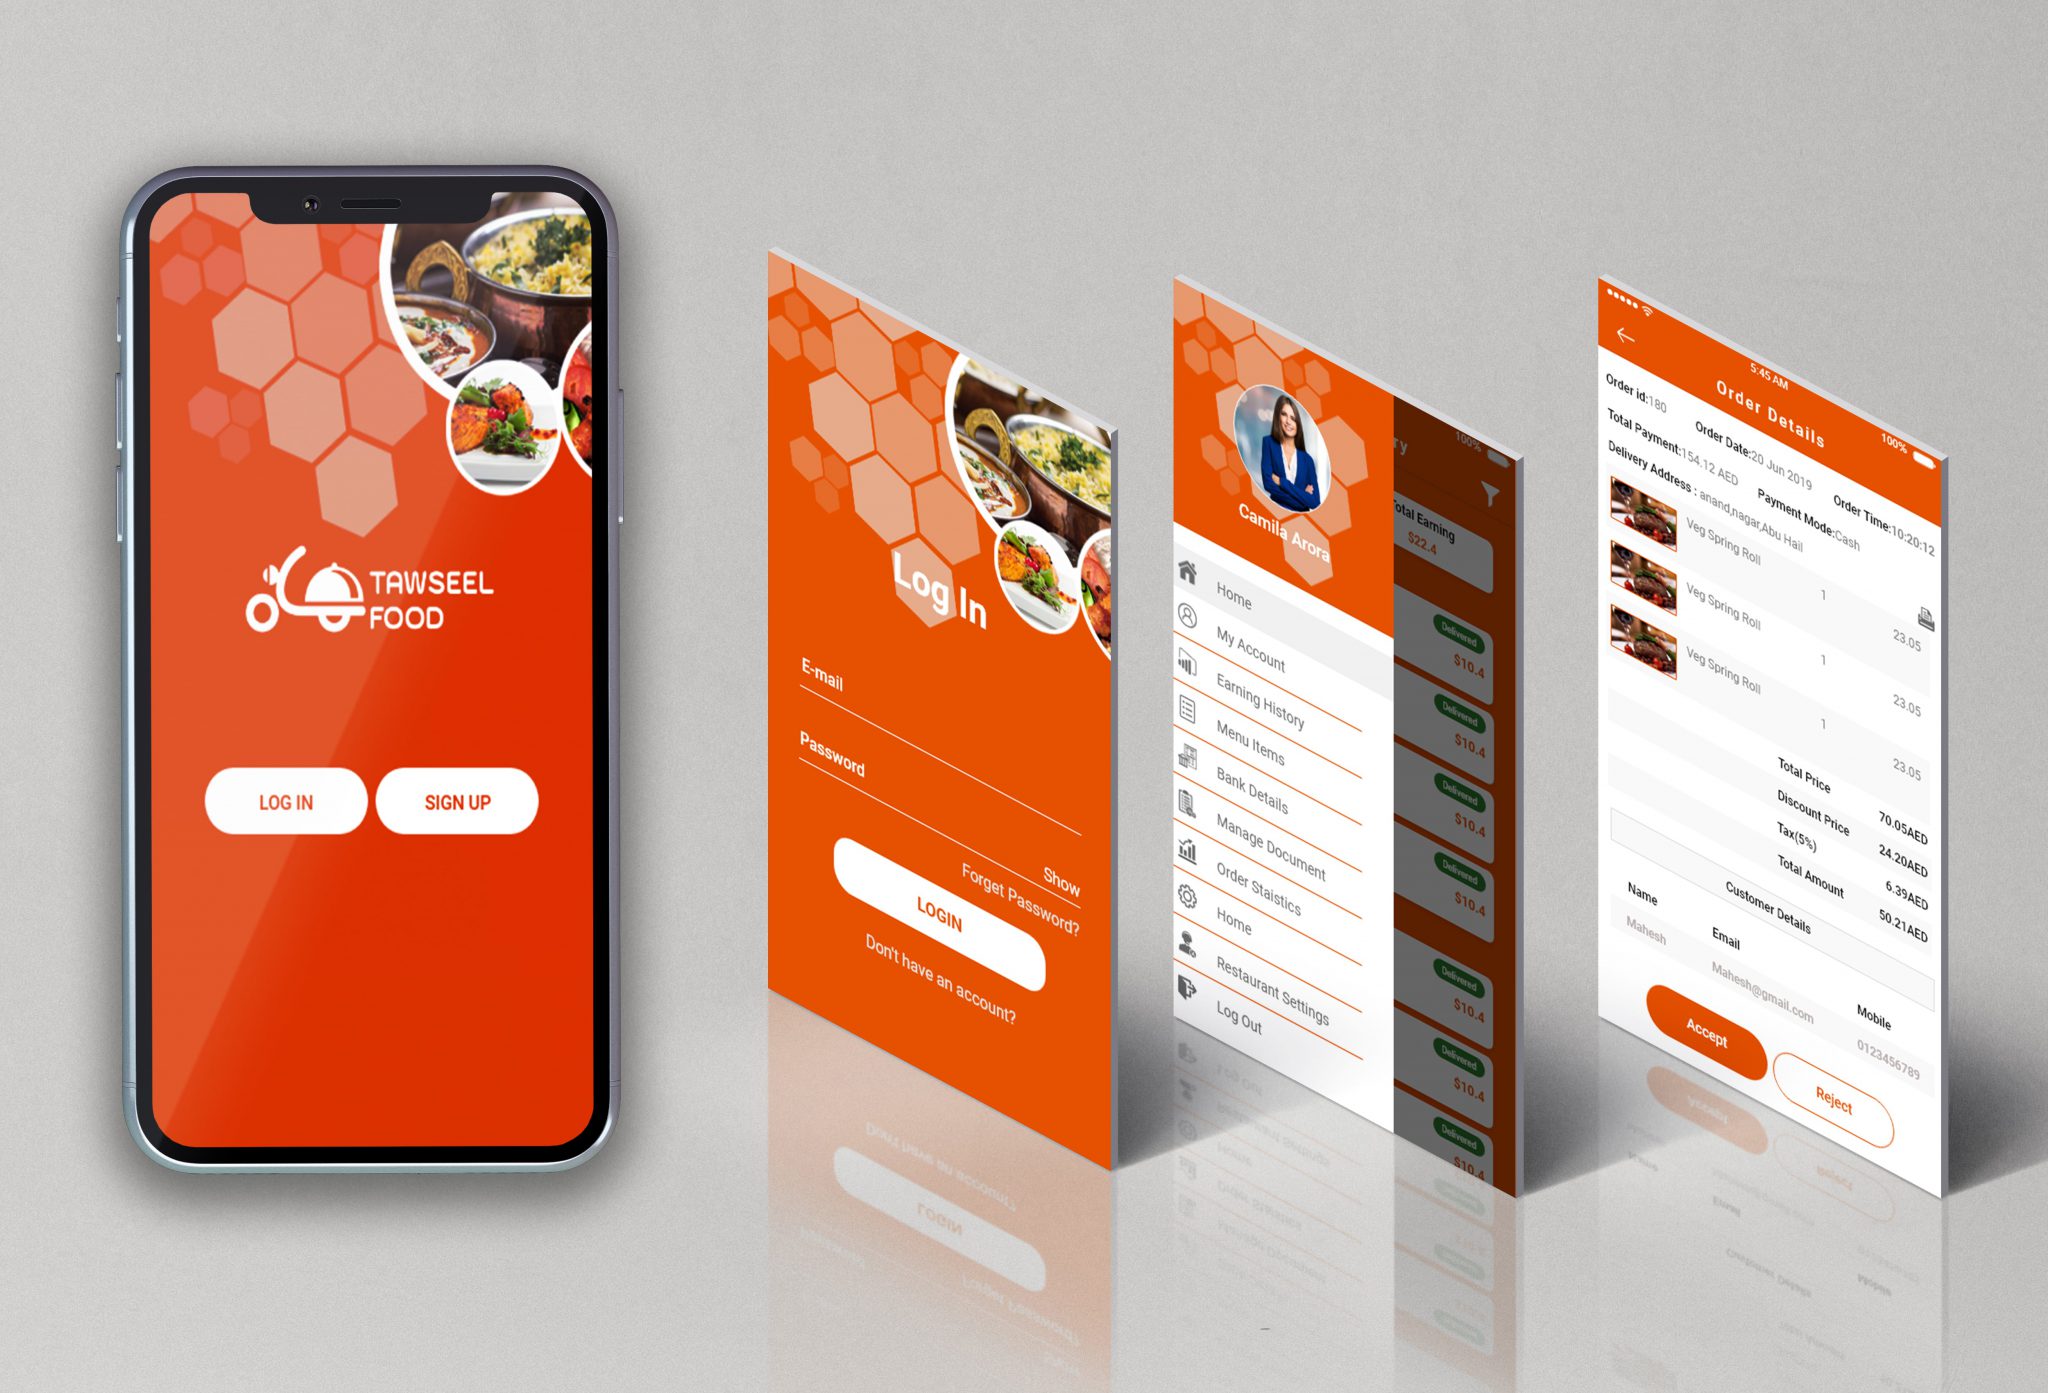 TAWSEEL
FOOD
LOG IN
SIGN UP
Log In
E-mail
Password
Show
Forget Password?
LOGIN
Don't have an account?
Camila Arora
Home
My Account
Earning History
Menu Items
Bank Details
Manage Document
Order Staistics
Home
Restaurant Settings
Log Out
100%
ry
Total Earning
$22.4
Delivered
$10.4
Delivered
$10.4
Delivered
$10.4
Delivered
$10.4
Delivered
$10.4
Delivered
$10.4
Delivered
$10.4
5:45 AM
100%
Order Details
Order id:180
Order Date:20 Jun 2019
Order Time:10:20:12
Total Payment:154.12 AED
Payment Mode:Cash
Delivery Address : anand,nagar,Abu Hail
Veg Spring Roll 1 23.05
Veg Spring Roll 1 23.05
Veg Spring Roll 1 23.05
Total Price 70.05AED
Discount Price 24.20AED
Tax(5%) 6.39AED
Total Amount 50.21AED
Customer Details
Name Email Mobile
Mahesh Mahesh@gmail.com 0123456789
Accept
Reject